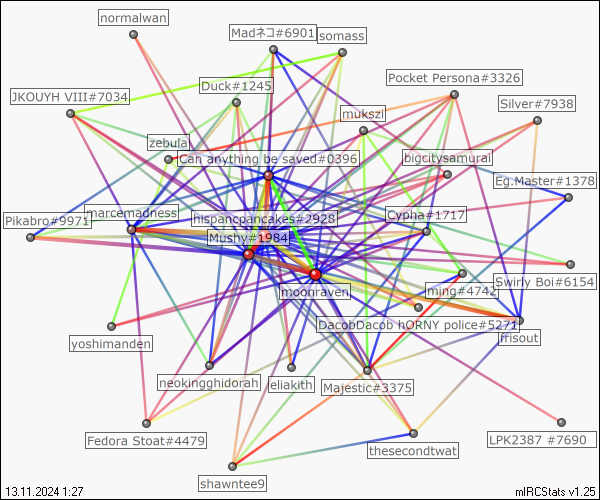 normalwan
Madネコ#6901
somass
Pocket Persona#3326
Duck#1245
JKOUYH VIII#7034
Silver#7938
mukszi
zebula
Can anything be saved#0396
bigcitysamurai
Eg.Master#1378
marcemadness
hispancpancakes#2928
Cypha#1717
Pikabro#9971
Mushy#1984
moonraven
ming#4742
Swirly Boi#6154
DacobDacob hORNY police#5271
frisout
yoshimanden
neokingghidorah
eliakith
Majestic#3375
Fedora Stoat#4479
thesecondtwat
LPK2387 #7690
shawntee9
13.11.2024 1:27
mIRCStats v1.25